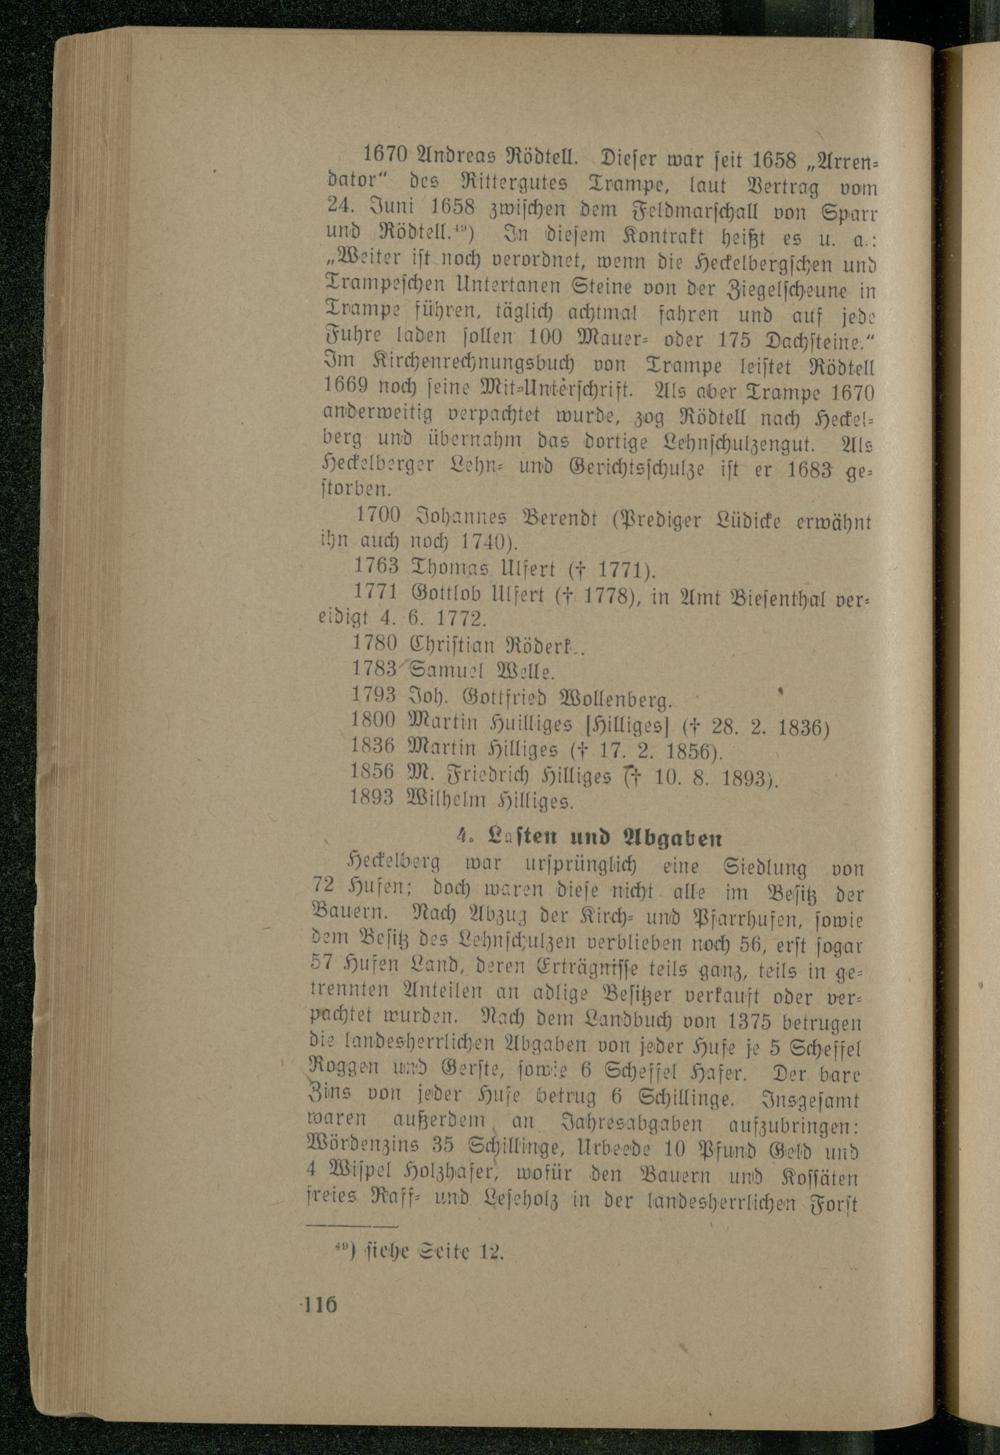 1670 Andreas Rödtell. Dieser war seit 1658 „Arren-
dator“ des Rittergutes Trampe, laut Vertrag vom
24. Juni 1658 zwischen dem Feldmarschall von Sparr
und Rödtell.⁴⁹) In diesem Kontrakt heißt es u. a.:
„Weiter ist noch verordnet, wenn die Heckelbergschen und
Trampeschen Untertanen Steine von der Ziegelscheune in
Trampe führen, täglich achtmal fahren und auf jede
Fuhre laden sollen 100 Mauer- oder 175 Dachsteine.“
Im Kirchenrechnungsbuch von Trampe leistet Rödtell
1669 noch seine Mit-Unterschrift. Als aber Trampe 1670
anderweitig verpachtet wurde, zog Rödtell nach Heckel-
berg und übernahm das dortige Lehnschulzengut. Als
Heckelberger Lehn- und Gerichtsschulze ist er 1683 ge-
storben.
1700 Johannes Berendt (Prediger Lüdicke erwähnt
ihn auch noch 1740).
1763 Thomas Ulfert († 1771).
1771 Gottlob Ulfert († 1778), in Amt Biesenthal ver-
eidigt 4. 6. 1772.
1780 Christian Röderk..
1783 Samuel Welle.
1793 Joh. Gottfried Wollenberg.
1800 Martin Huilliges [Hilliges] († 28. 2. 1836)
1836 Martin Hilliges († 17. 2. 1856).
1856 M. Friedrich Hilliges († 10. 8. 1893).
1893 Wilhelm Hilliges.
4. Lasten und Abgaben
Heckelberg war ursprünglich eine Siedlung von
72 Hufen; doch waren diese nicht alle im Besitz der
Bauern. Nach Abzug der Kirch- und Pfarrhufen, sowie
dem Besitz des Lehnschulzen verblieben noch 56, erst sogar
57 Hufen Land, deren Erträgnisse teils ganz, teils in ge-
trennten Anteilen an adlige Besitzer verkauft oder ver-
pachtet wurden. Nach dem Landbuch von 1375 betrugen
die landesherrlichen Abgaben von jeder Hufe je 5 Scheffel
Roggen und Gerste, sowie 6 Scheffel Hafer. Der bare
Zins von jeder Hufe betrug 6 Schillinge. Insgesamt
waren außerdem an Jahresabgaben aufzubringen:
Wördenzins 35 Schillinge, Urbeede 10 Pfund Geld und
4 Wispel Holzhafer, wofür den Bauern und Kossäten
freies Raff- und Leseholz in der landesherrlichen Forst
⁴⁹) siehe Seite 12.
116